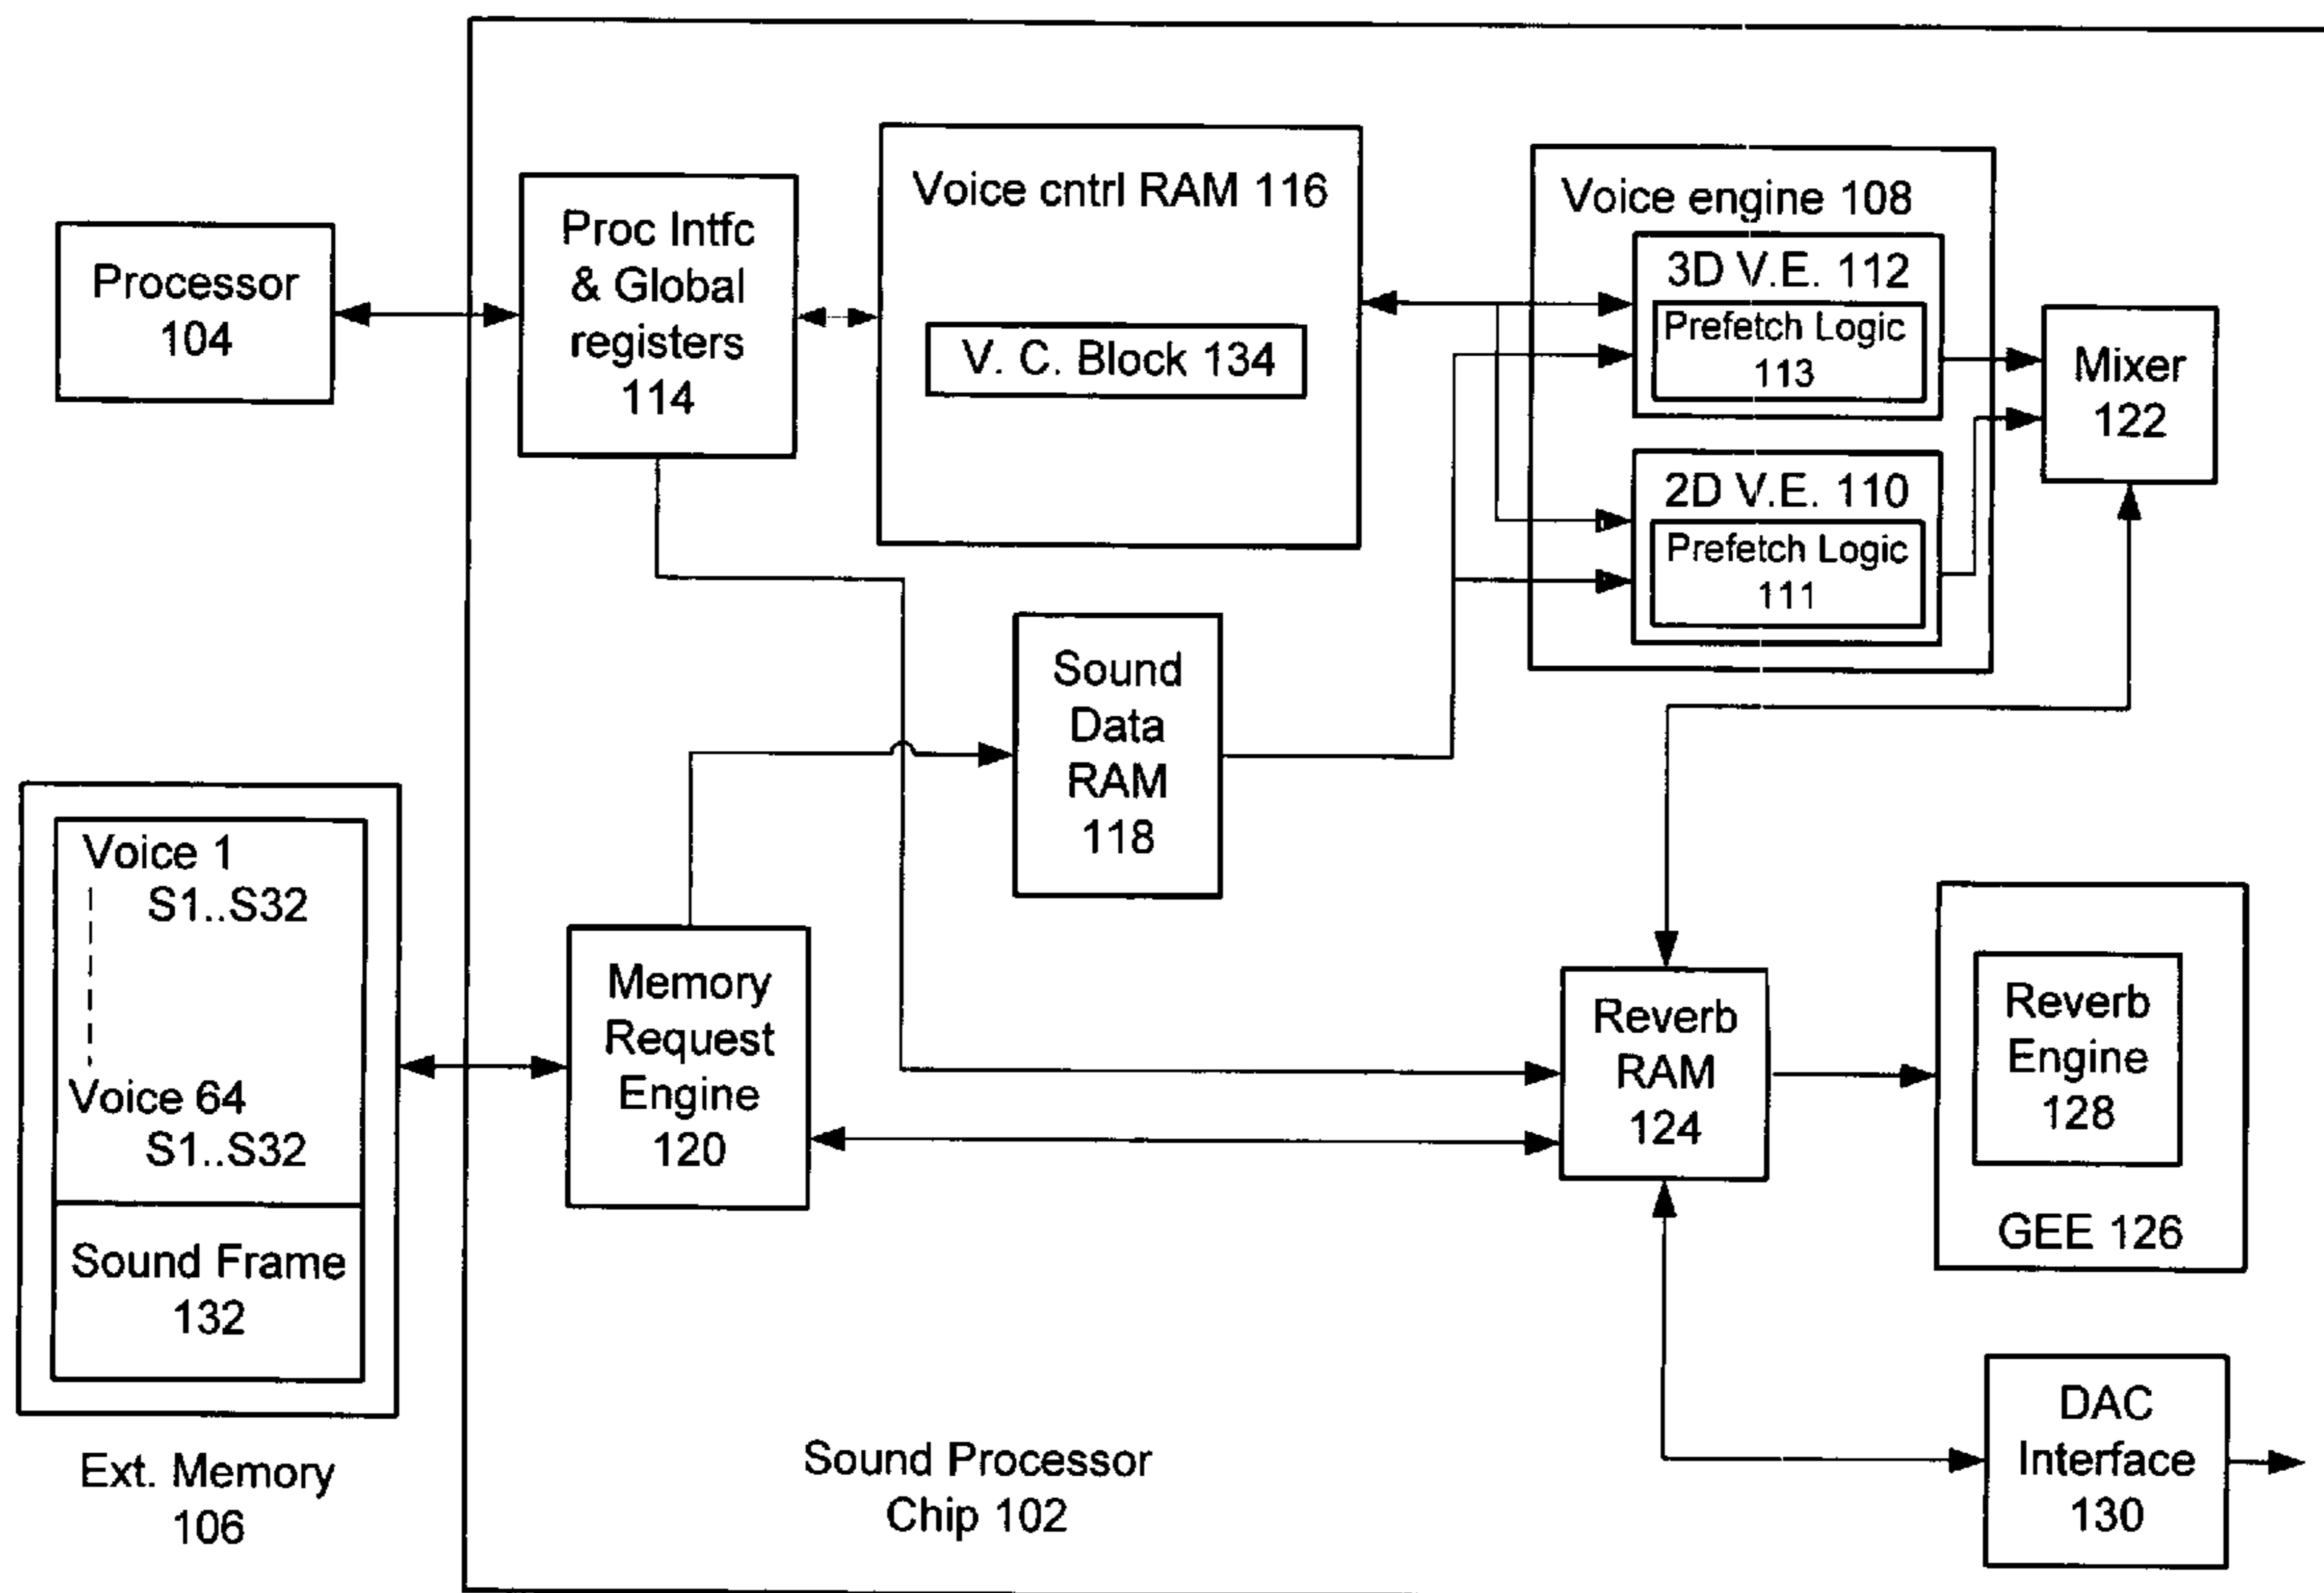 Processor
104
Proc Intfc
& Global
registers
114
Voice cntrl RAM 116
V. C. Block 134
Voice engine 108
3D V.E. 112
Prefetch Logic
113
2D V.E. 110
Prefetch Logic
111
Mixer
122
Sound
Data
RAM
118
Voice 1
S1..S32
Voice 64
S1..S32
Sound Frame
132
Ext. Memory
106
Memory
Request
Engine
120
Reverb
RAM
124
Reverb
Engine
128
GEE 126
DAC
Interface
130
Sound Processor
Chip 102